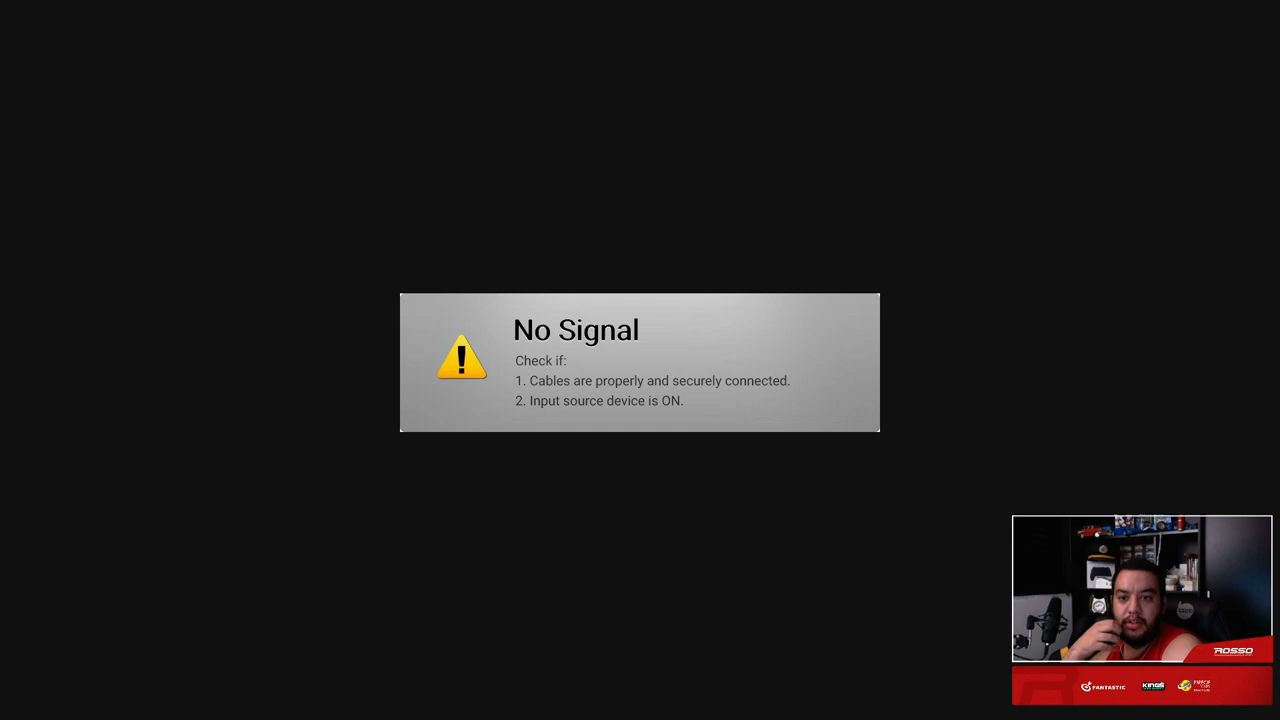 No Signal
Check if:
1. Cables are properly and securely connected.
2. Input source device is ON.
ROSSO
FANTASTIC
KINGS